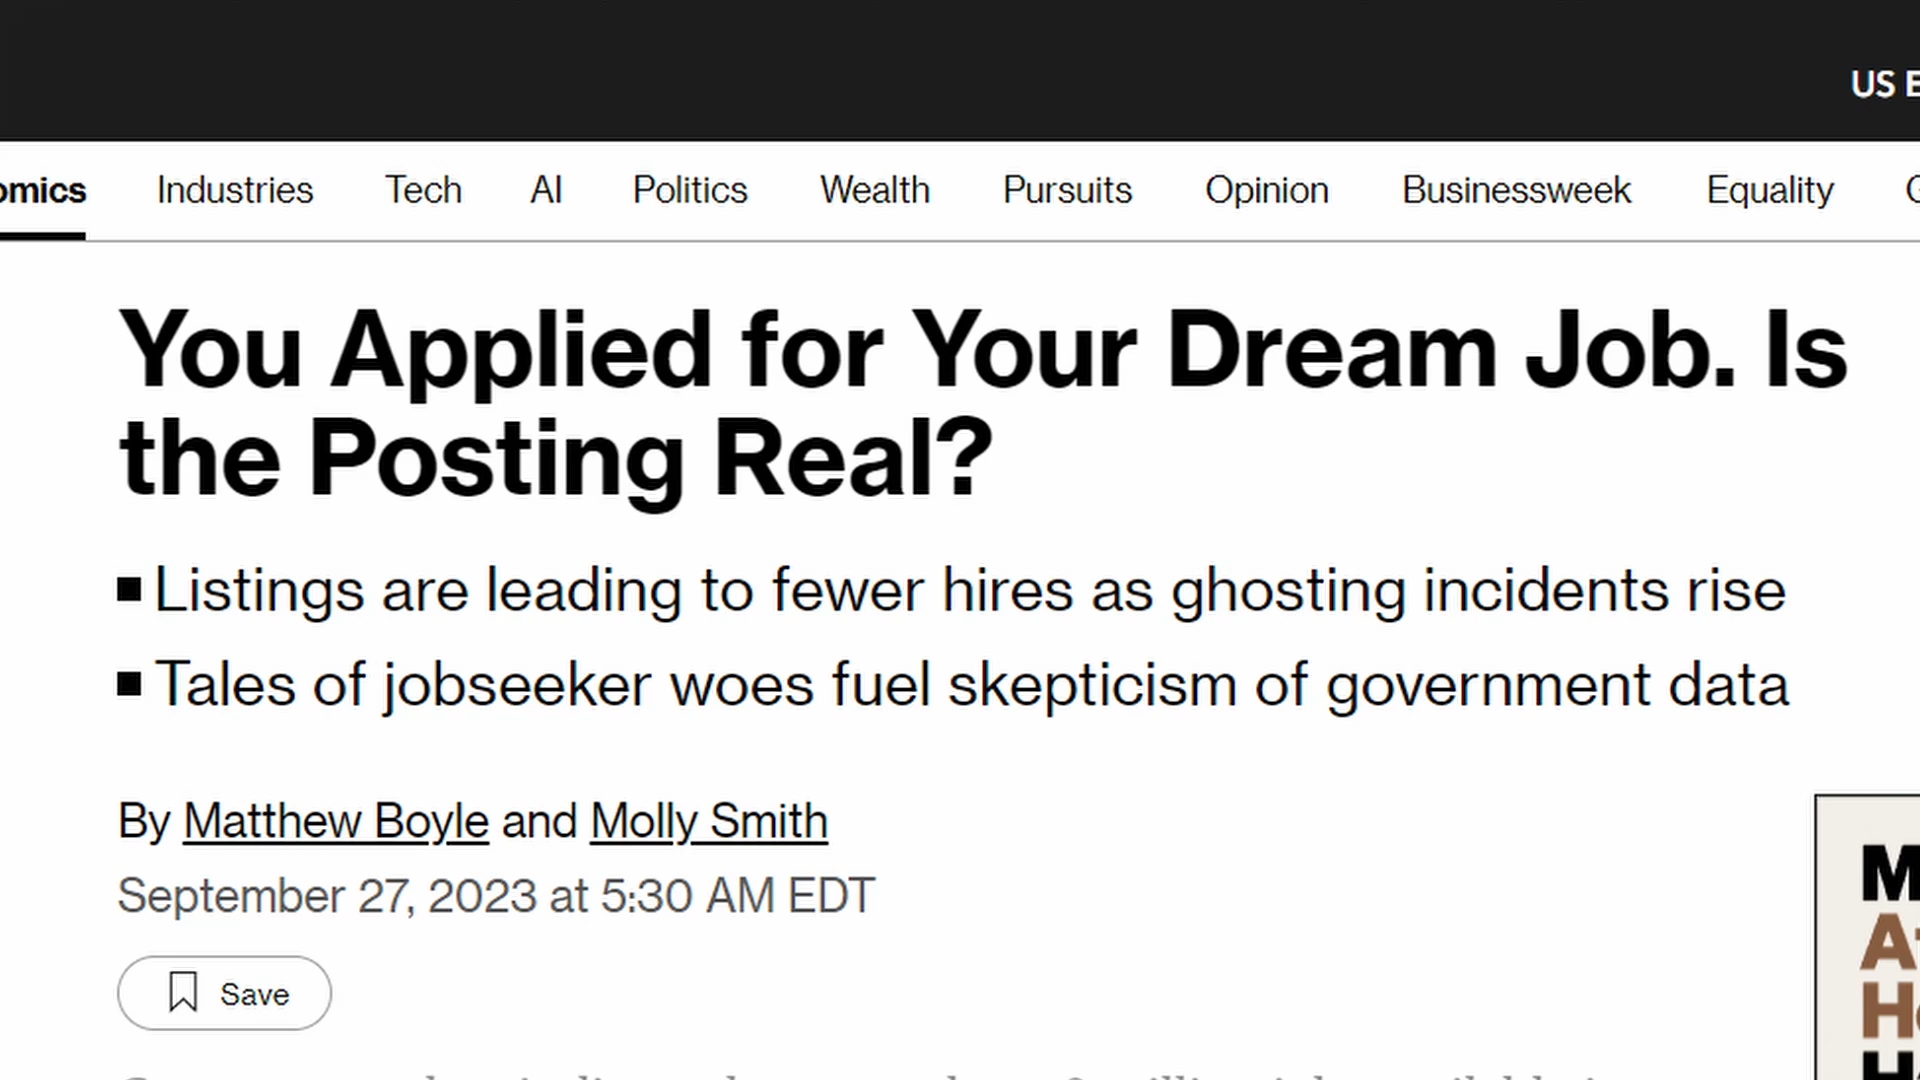 US
omics Industries Tech AI Politics Wealth Pursuits Opinion Businessweek Equality
You Applied for Your Dream Job. Is
the Posting Real?
Listings are leading to fewer hires as ghosting incidents rise
Tales of jobseeker woes fuel skepticism of government data
By Matthew Boyle and Molly Smith
September 27, 2023 at 5:30 AM EDT
Save